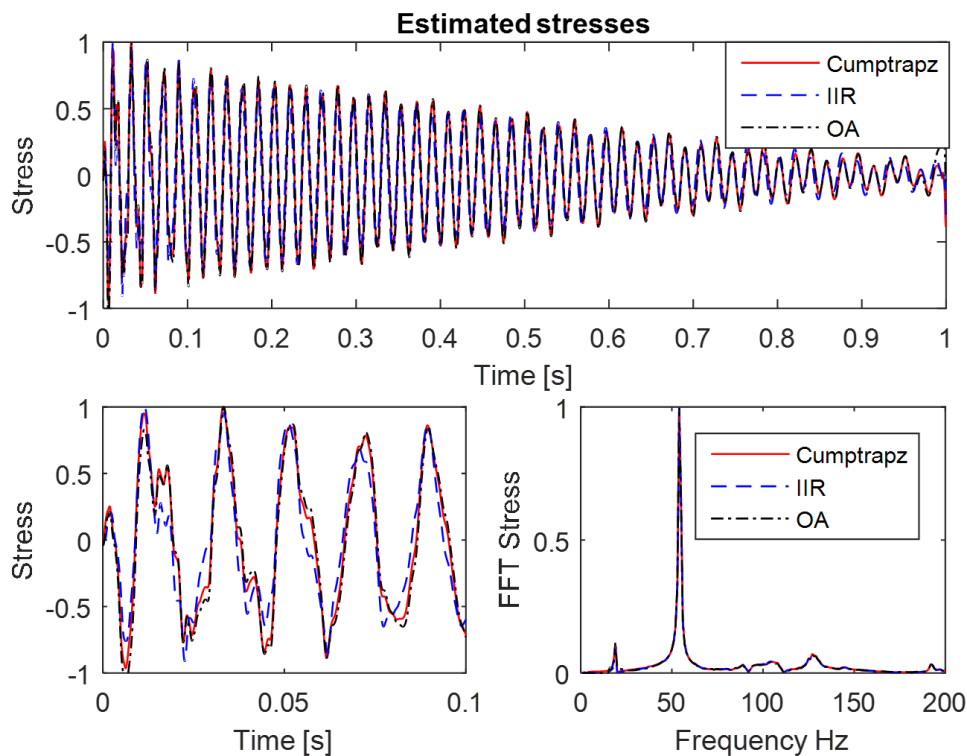 Estimated stresses
1
0.5
0
-0.5
-1
Stress
Cumptrapz
IIR
OA
0 0.1 0.2 0.3 0.4 0.5 0.6 0.7 0.8 0.9 1
Time [s]
1
0.5
0
-0.5
-1
Stress
0 0.05 0.1
Time [s]
1
0.5
0
FFT Stress
Cumptrapz
IIR
OA
0 50 100 150 200
Frequency Hz